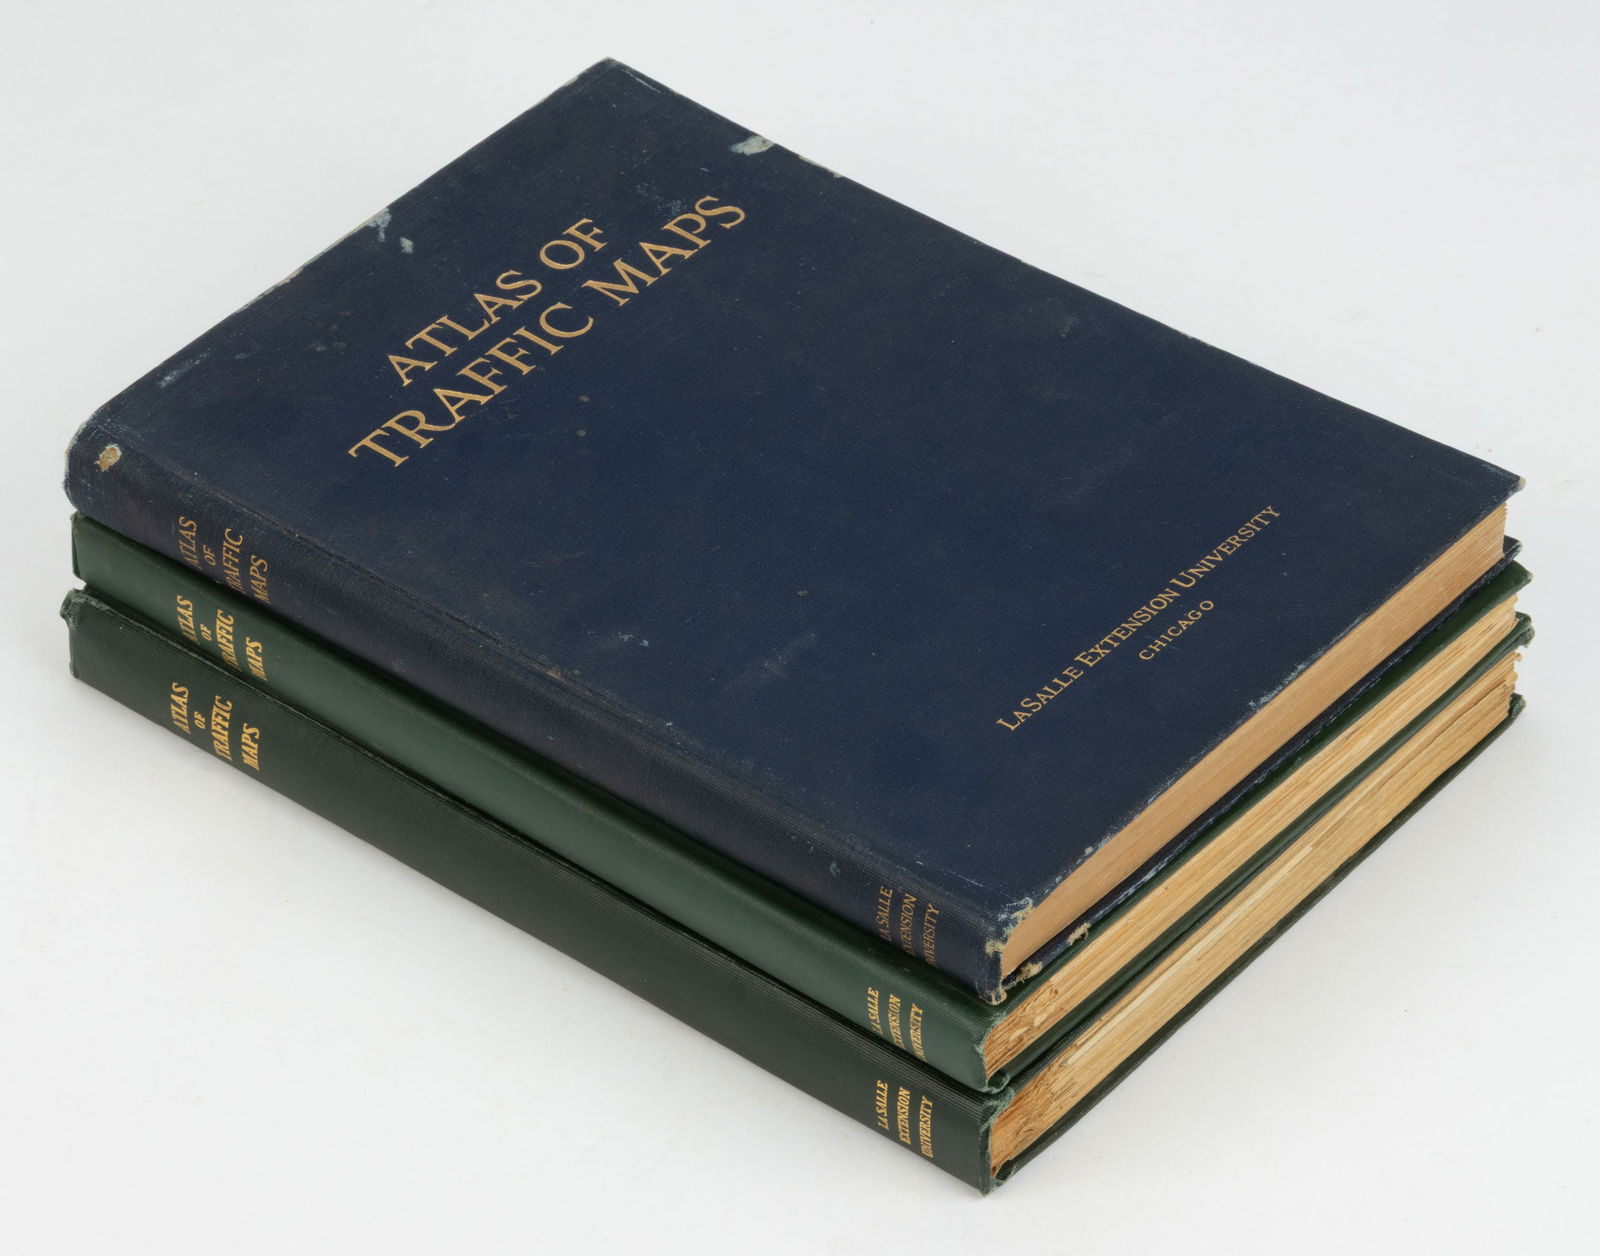 ATLAS OF
TRAFFIC MAPS
LASALLE EXTENSION UNIVERSITY
CHICAGO
ATLAS
OF
TRAFFIC
MAPS
LA SALLE
EXTENSION
UNIVERSITY
ATLAS
OF
TRAFFIC
MAPS
LA SALLE
EXTENSION
UNIVERSITY
ATLAS
OF
TRAFFIC
MAPS
LA SALLE
EXTENSION
UNIVERSITY